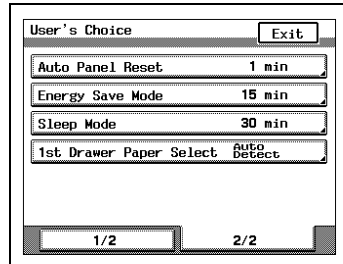 User's Choice Exit
Auto Panel Reset 1 min
Energy Save Mode 15 min
Sleep Mode 30 min
1st Drawer Paper Select Auto
Detect
1/2 2/2